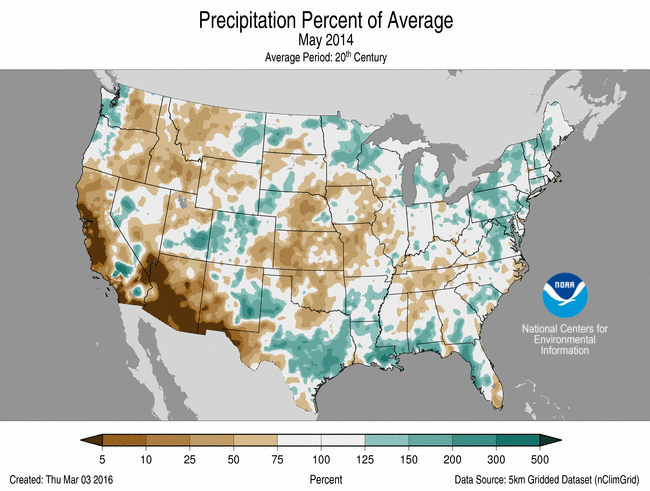 Precipitation Percent of Average
May 2014
Average Period: 20th Century
NOAA
National Centers for
Environmental
Information
5 10 25 50 75 100 125 150 200 300 500
Created: Thu Mar 03 2016 Percent Data Source: 5km Gridded Dataset (nClimGrid)